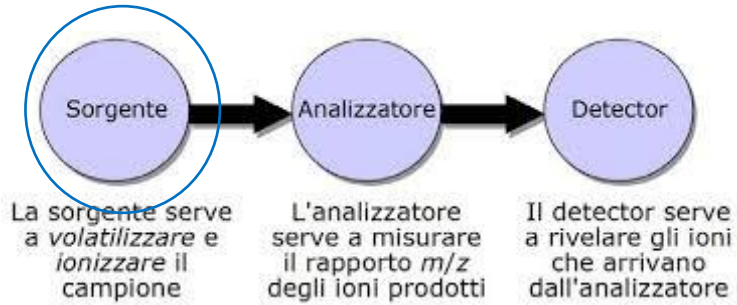 Sorgente
Analizzatore
Detector
La sorgente serve
a volatilizzare e
ionizzare il
campione
L'analizzatore
serve a misurare
il rapporto m/z
degli ioni prodotti
Il detector serve
a rivelare gli ioni
che arrivano
dall'analizzatore